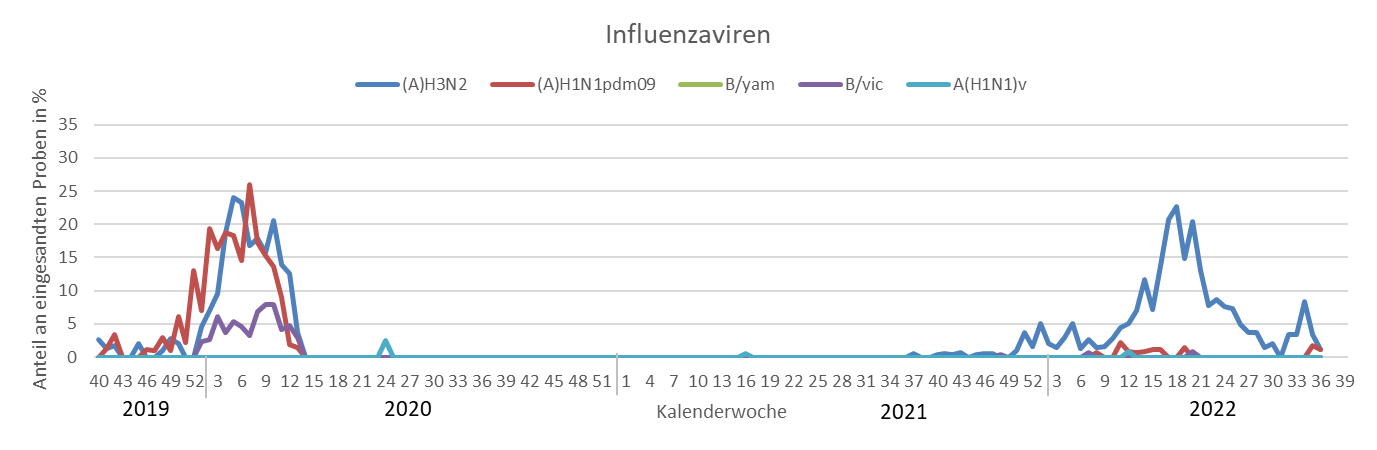 Influenzaviren
(A)H3N2 (A)H1N1pdm09 B/yam B/vic A(H1N1)v
Anteil an eingesandten Proben in %
35
30
25
20
15
10
5
0
40 43 46 49 52 3 6 9 12 15 18 21 24 27 30 33 36 39 42 45 48 51 1 4 7 10 13 16 19 22 25 28 31 34 37 40 43 46 49 52 3 6 9 12 15 18 21 24 27 30 33 36 39
2019 2020 Kalenderwoche 2021 2022